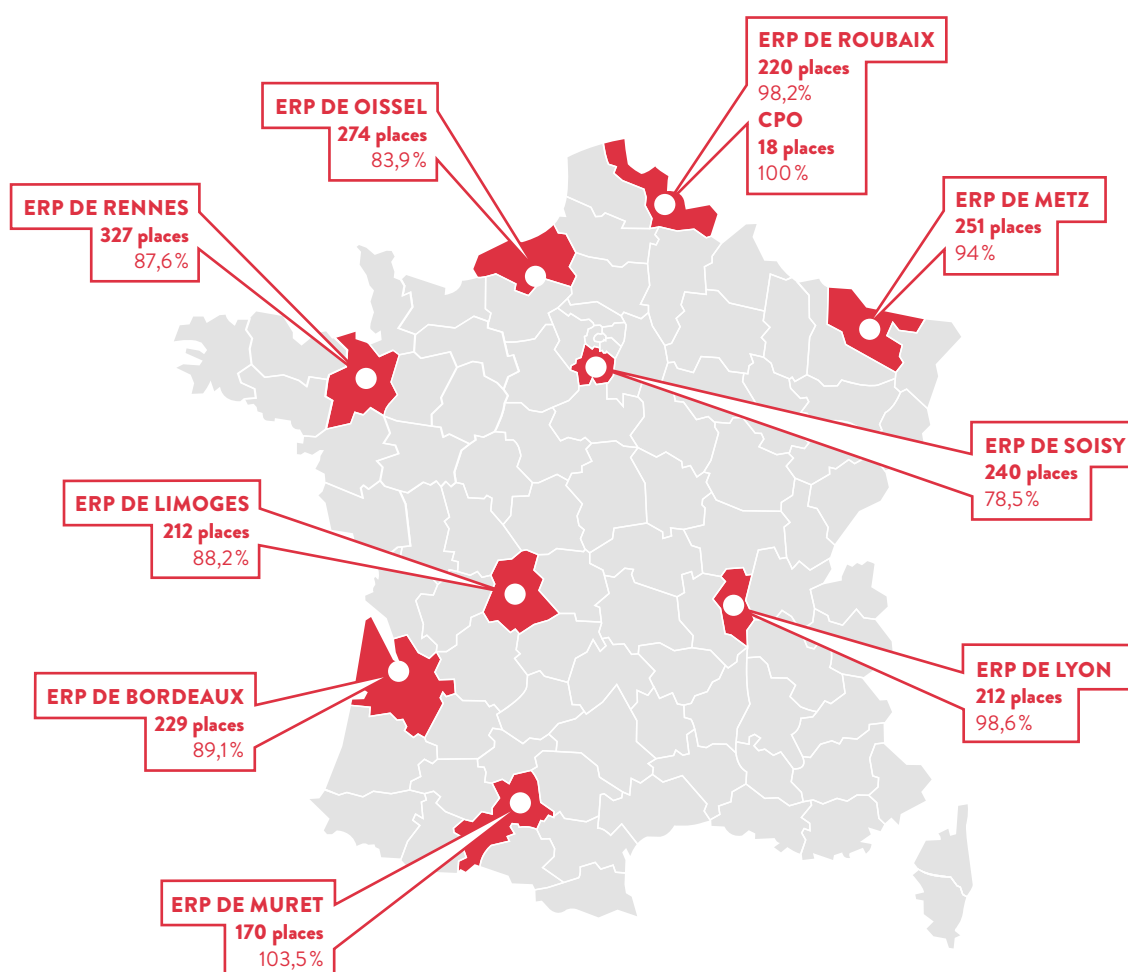 ERP DE ROUBAIX
220 places
98,2%
CPO
18 places
100%
ERP DE OISSEL
274 places
83,9%
ERP DE RENNES
327 places
87,6%
ERP DE METZ
251 places
94%
ERP DE SOISY
240 places
78,5%
ERP DE LIMOGES
212 places
88,2%
ERP DE LYON
212 places
98,6%
ERP DE BORDEAUX
229 places
89,1%
ERP DE MURET
170 places
103,5%